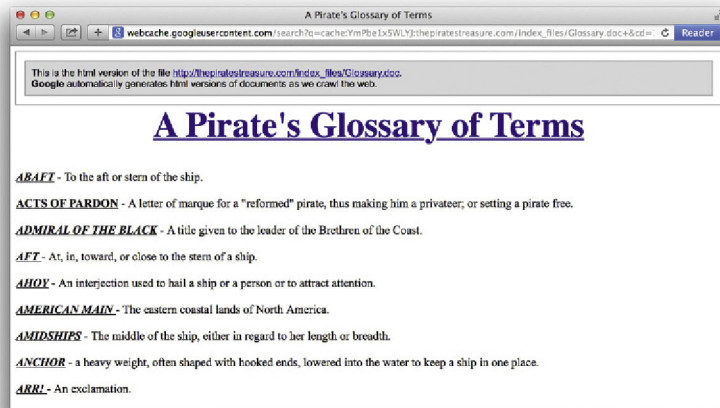 A Pirate's Glossary of Terms
webcache.googleusercontent.com/search?q=cache:YmPbe1x5WLYJ:thepiratestreasure.com/index_files/Glossary.doc+&cd=
Reader
This is the html version of the file http://thepiratestreasure.com/index_files/Glossary.doc.
Google automatically generates html versions of documents as we crawl the web.
A Pirate's Glossary of Terms
ABAFT - To the aft or stern of the ship.
ACTS OF PARDON - A letter of marque for a "reformed" pirate, thus making him a privateer; or setting a pirate free.
ADMIRAL OF THE BLACK - A title given to the leader of the Brethren of the Coast.
AFT - At, in, toward, or close to the stern of a ship.
AHOY - An interjection used to hail a ship or a person or to attract attention.
AMERICAN MAIN - The eastern coastal lands of North America.
AMIDSHIPS - The middle of the ship, either in regard to her length or breadth.
ANCHOR - a heavy weight, often shaped with hooked ends, lowered into the water to keep a ship in one place.
ARR! - An exclamation.